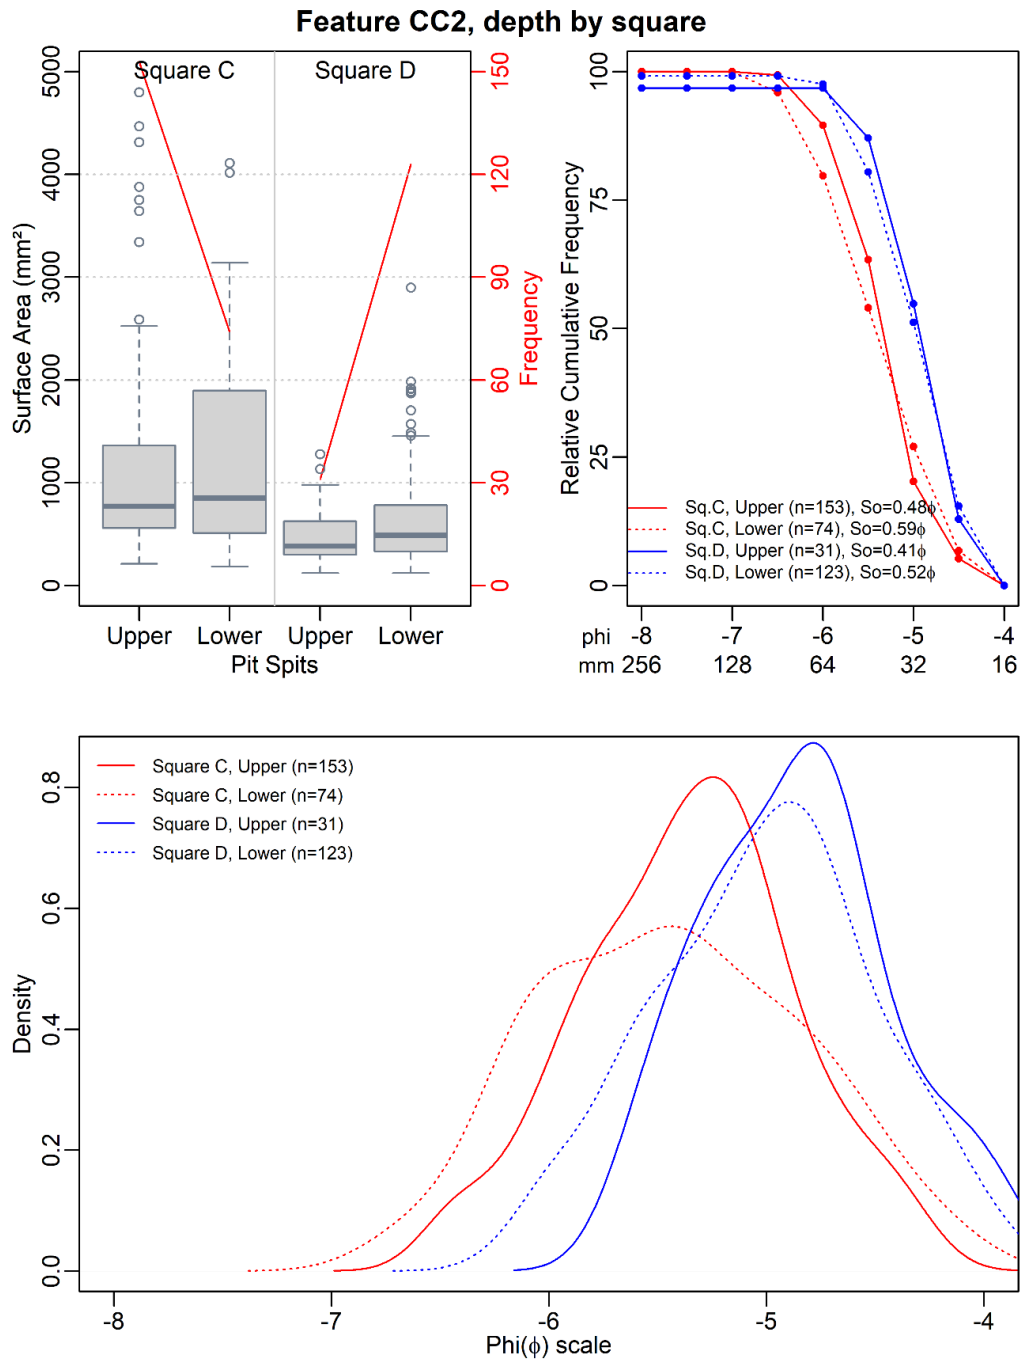 Feature CC2, depth by square
Square C
Square D
Surface Area (mm²)
0
1000
2000
3000
4000
5000
Frequency
0
30
60
90
120
150
Upper
Lower
Upper
Lower
Pit Spits
Relative Cumulative Frequency
0
25
50
75
100
Sq.C, Upper (n=153), So=0.48ϕ
Sq.C, Lower (n=74), So=0.59ϕ
Sq.D, Upper (n=31), So=0.41ϕ
Sq.D, Lower (n=123), So=0.52ϕ
phi -8 -7 -6 -5 -4
mm 256 128 64 32 16
Square C, Upper (n=153)
Square C, Lower (n=74)
Square D, Upper (n=31)
Square D, Lower (n=123)
Density
0.0
0.2
0.4
0.6
0.8
-8 -7 -6 -5 -4
Phi(ϕ) scale